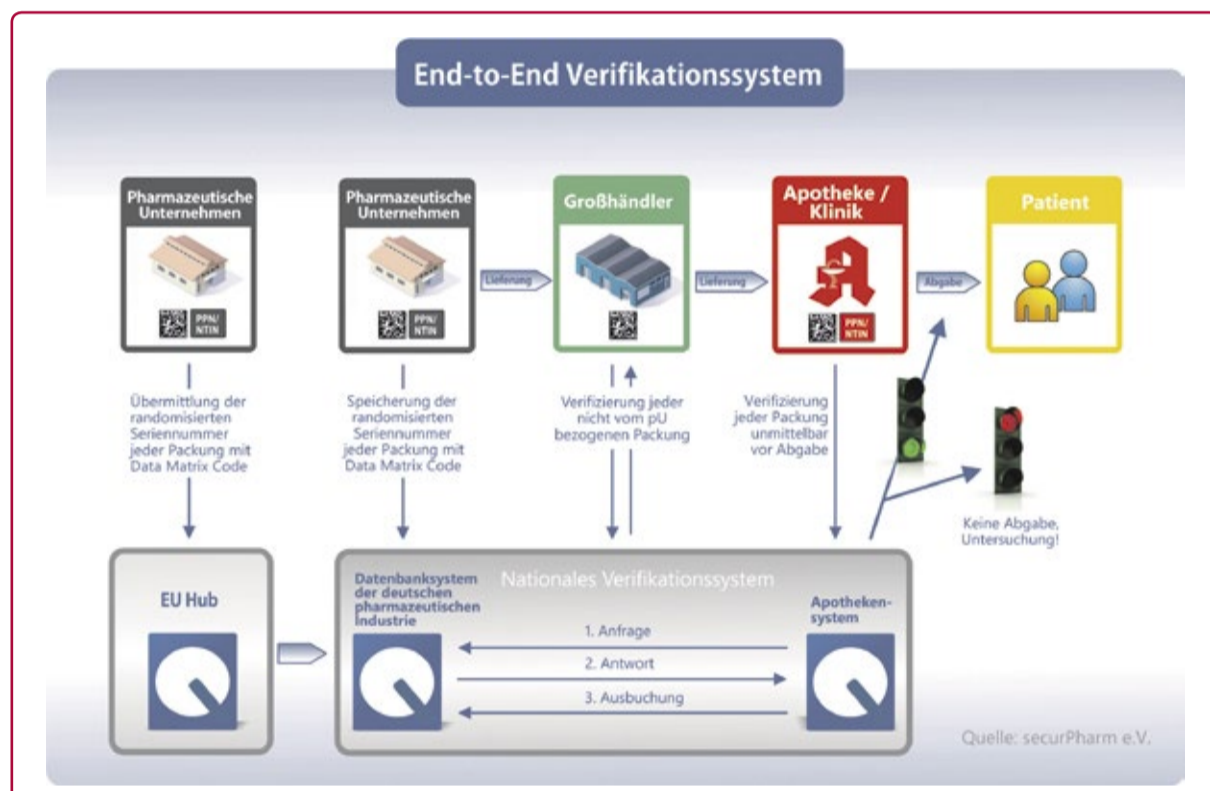 End-to-End Verifikationssystem
Pharmazeutische
Unternehmen
PPN/
NTIN
Pharmazeutische
Unternehmen
PPN/
NTIN
Lieferung
Großhändler
Lieferung
Apotheke /
Klinik
PPN/
NTIN
Abgabe
Patient
Übermittlung der
randomisierten
Seriennummer
jeder Packung mit
Data Matrix Code
Speicherung der
randomisierten
Seriennummer
jeder Packung mit
Data Matrix Code
Verifizierung jeder
nicht vom pU
bezogenen Packung
Verifizierung
jeder Packung
unmittelbar
vor Abgabe
Keine Abgabe,
Untersuchung!
EU Hub
Datenbanksystem
der deutschen
pharmazeutischen
Industrie
Nationales Verifikationssystem
Apotheken-
system
1. Anfrage
2. Antwort
3. Ausbuchung
Quelle: securPharm e.V.